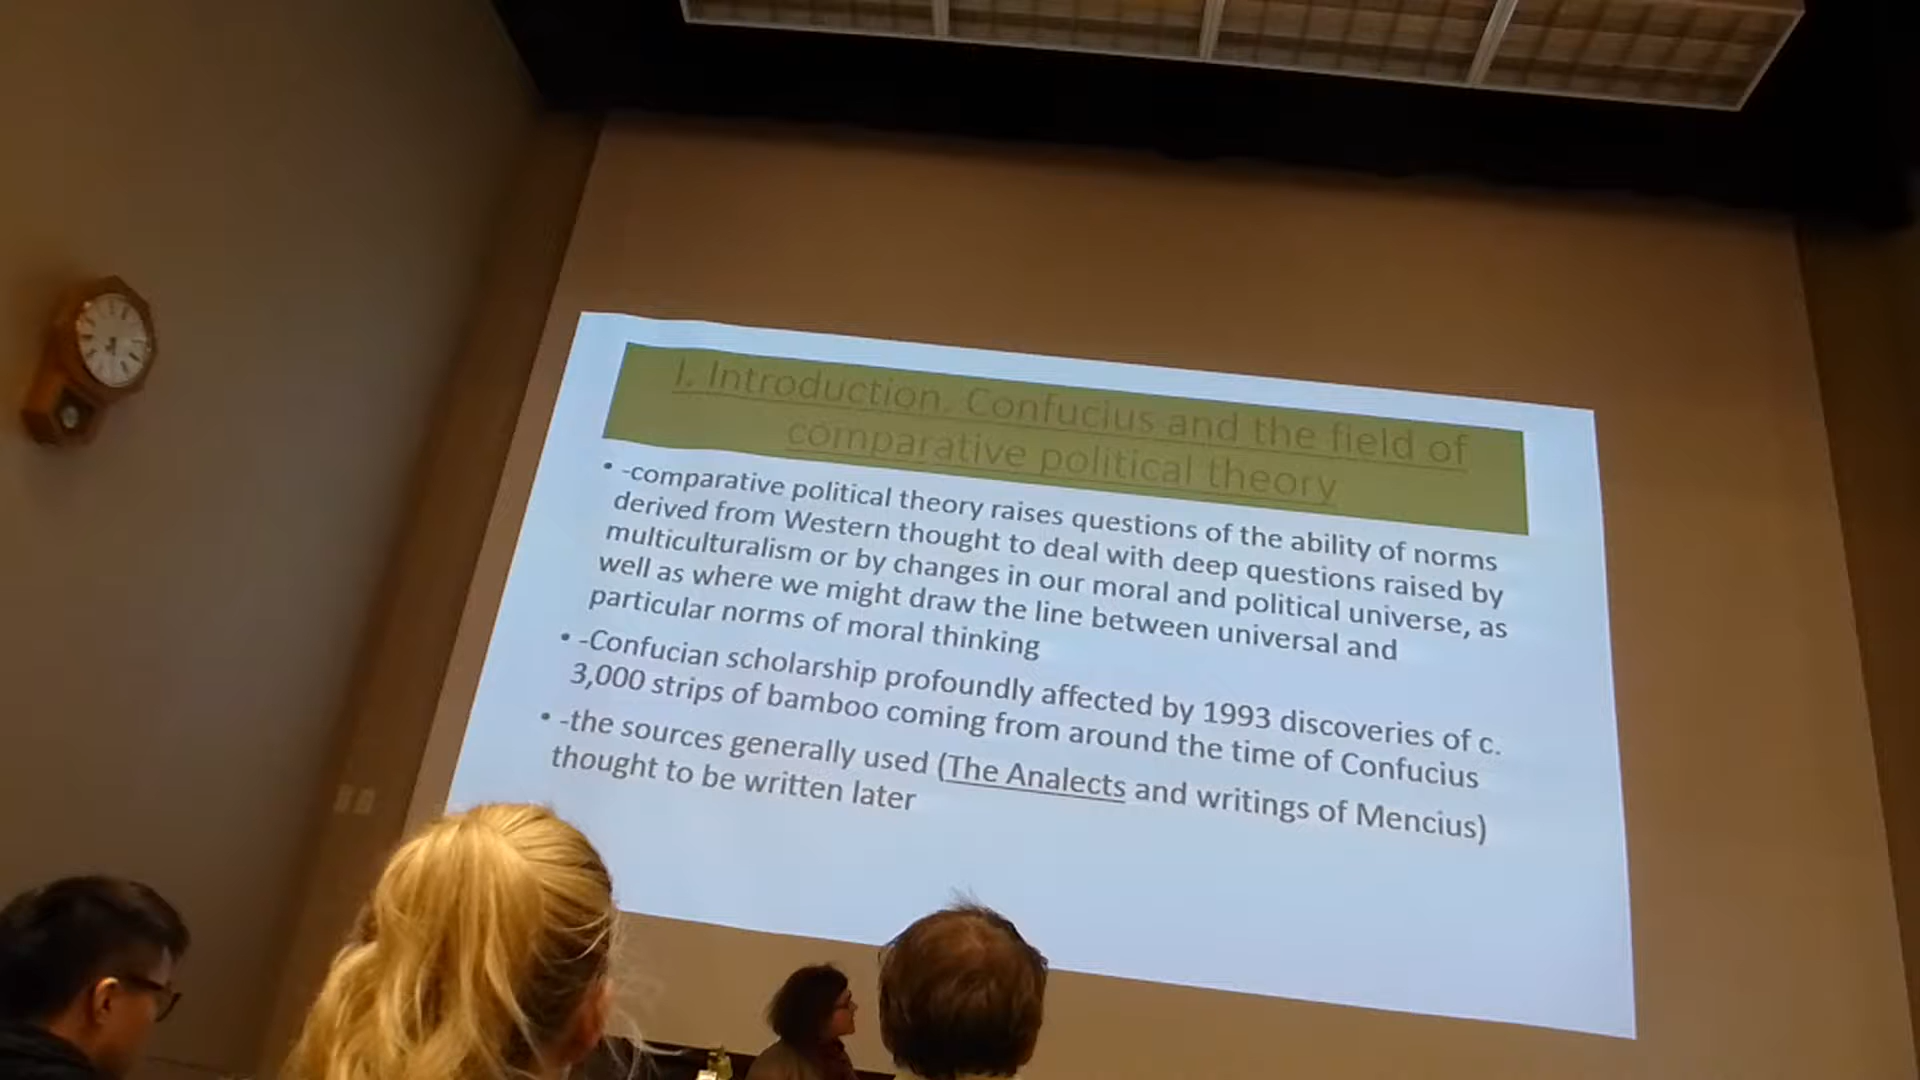 I. Introduction. Confucius and the field of
comparative political theory
• -comparative political theory raises questions of the ability of norms
derived from Western thought to deal with deep questions raised by
multiculturalism or by changes in our moral and political universe, as
well as where we might draw the line between universal and
particular norms of moral thinking
• -Confucian scholarship profoundly affected by 1993 discoveries of c.
3,000 strips of bamboo coming from around the time of Confucius
• -the sources generally used (The Analects and writings of Mencius)
thought to be written later